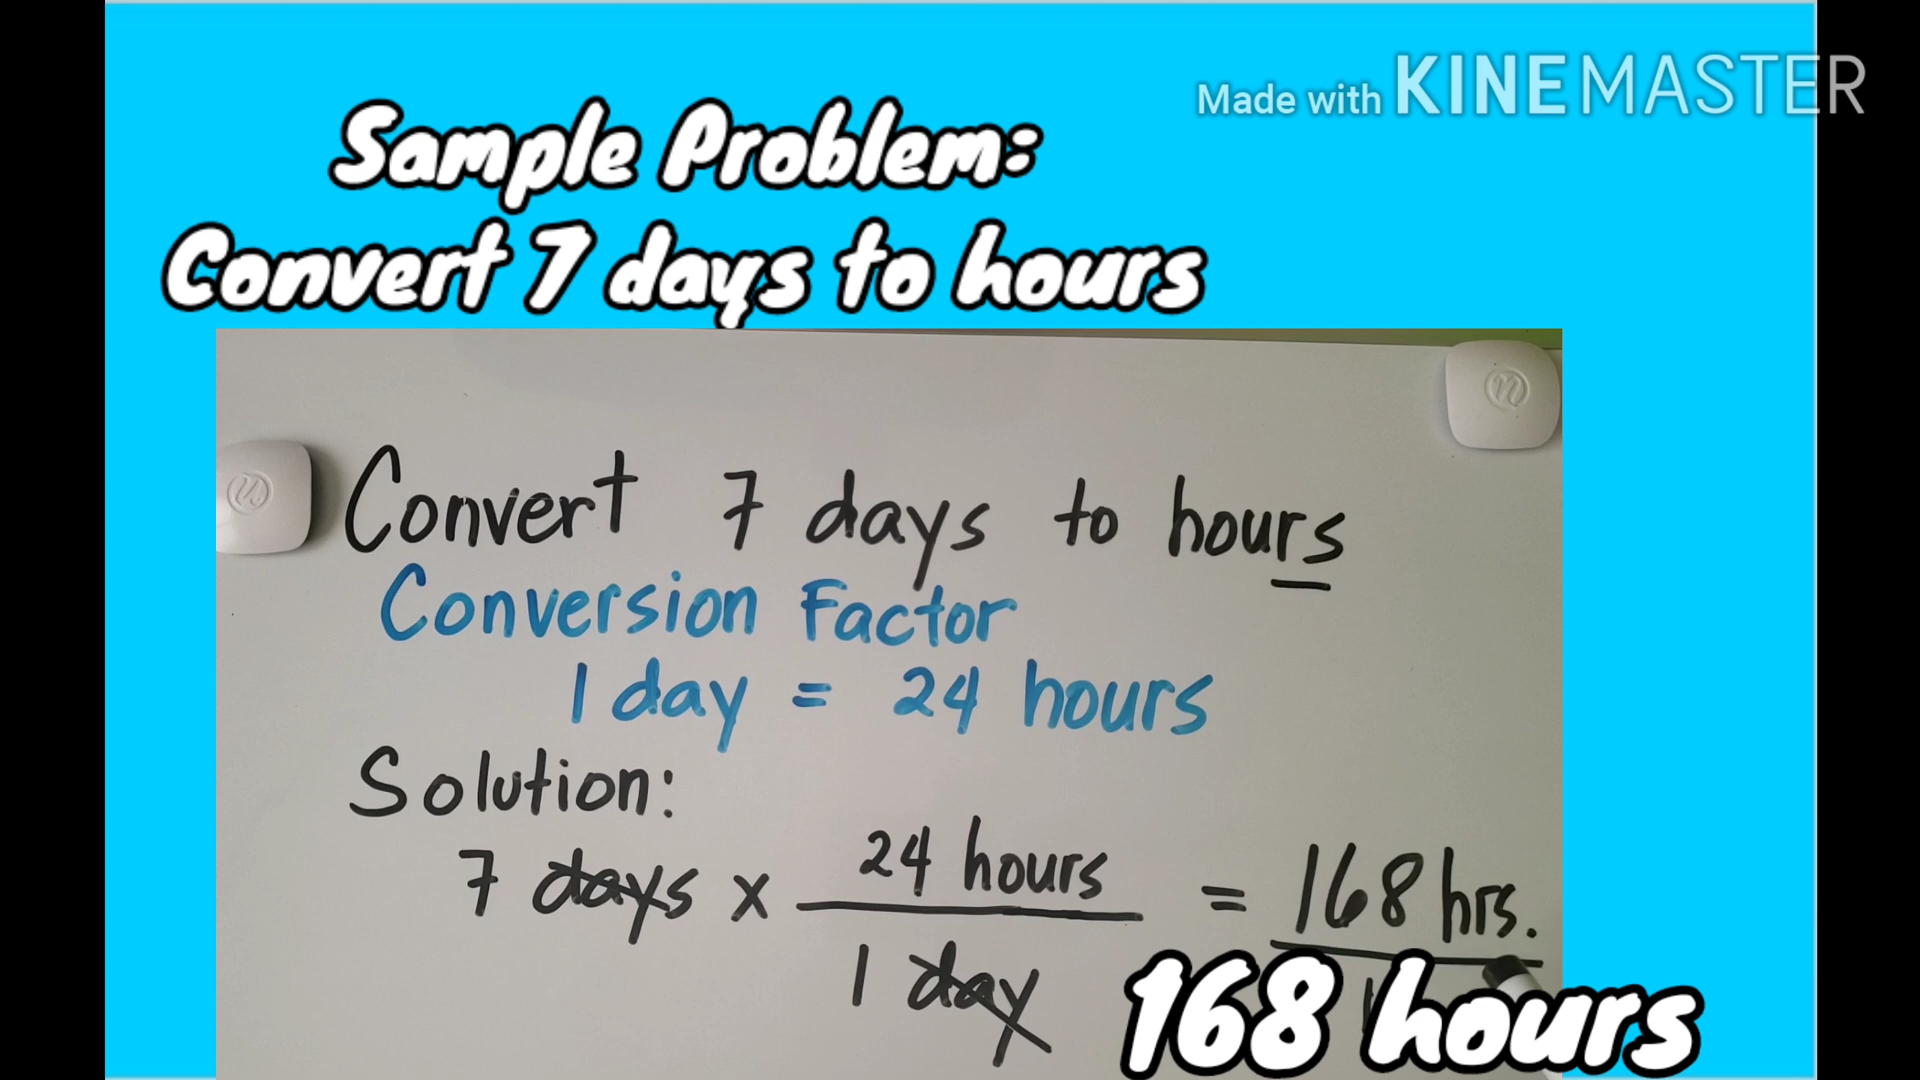 Made with KINEMASTER
Sample Problem:
Convert 7 days to hours
Convert 7 days to hours
Conversion Factor
1 day = 24 hours
Solution:
7 days x 24 hours / 1 day = 168 hrs.
168 hours